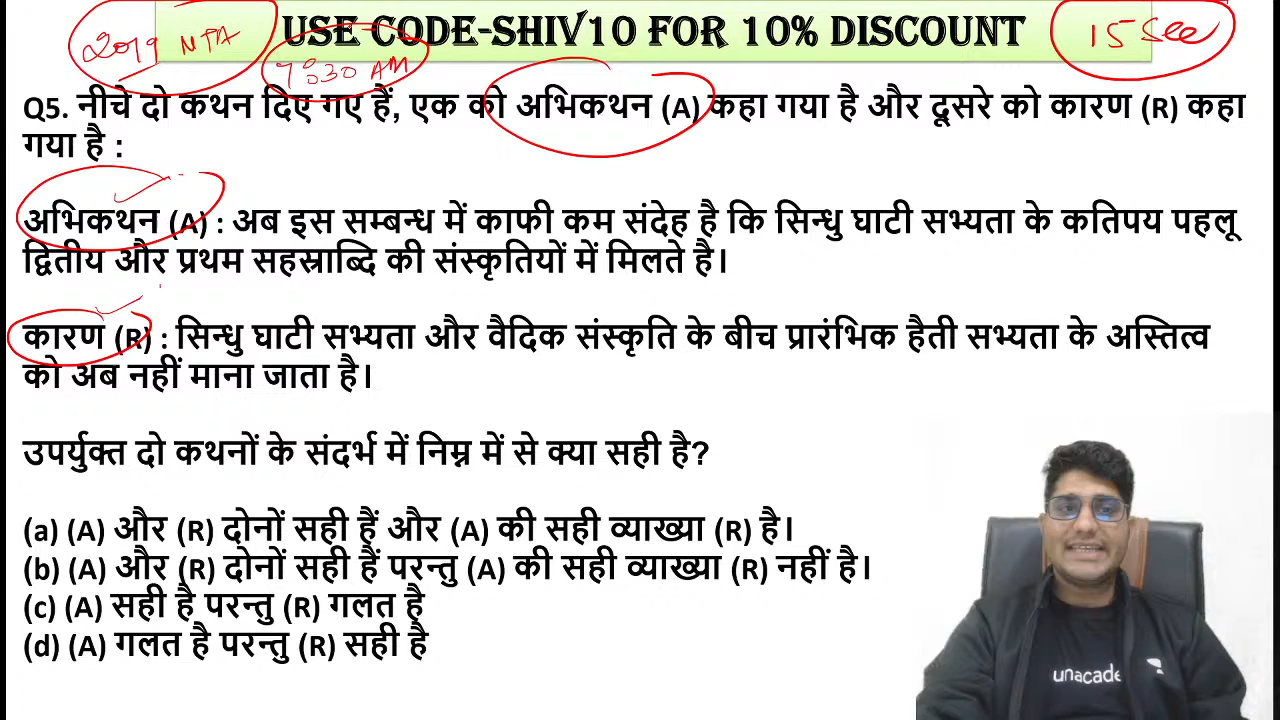 USE CODE-SHIV10 FOR 10% DISCOUNT
2019 NTA
7:30 AM
15 Sec
Q5. नीचे दो कथन दिए गए हैं, एक को अभिकथन (A) कहा गया है और दूसरे को कारण (R) कहा
गया है :
अभिकथन (A) : अब इस सम्बन्ध में काफी कम संदेह है कि सिन्धु घाटी सभ्यता के कतिपय पहलू
द्वितीय और प्रथम सहस्राब्दि की संस्कृतियों में मिलते है।
कारण (R) : सिन्धु घाटी सभ्यता और वैदिक संस्कृति के बीच प्रारंभिक हैती सभ्यता के अस्तित्व
को अब नहीं माना जाता है।
उपर्युक्त दो कथनों के संदर्भ में निम्न में से क्या सही है?
(a) (A) और (R) दोनों सही हैं और (A) की सही व्याख्या (R) है।
(b) (A) और (R) दोनों सही हैं परन्तु (A) की सही व्याख्या (R) नहीं है।
(c) (A) सही है परन्तु (R) गलत है
(d) (A) गलत है परन्तु (R) सही है
unacade